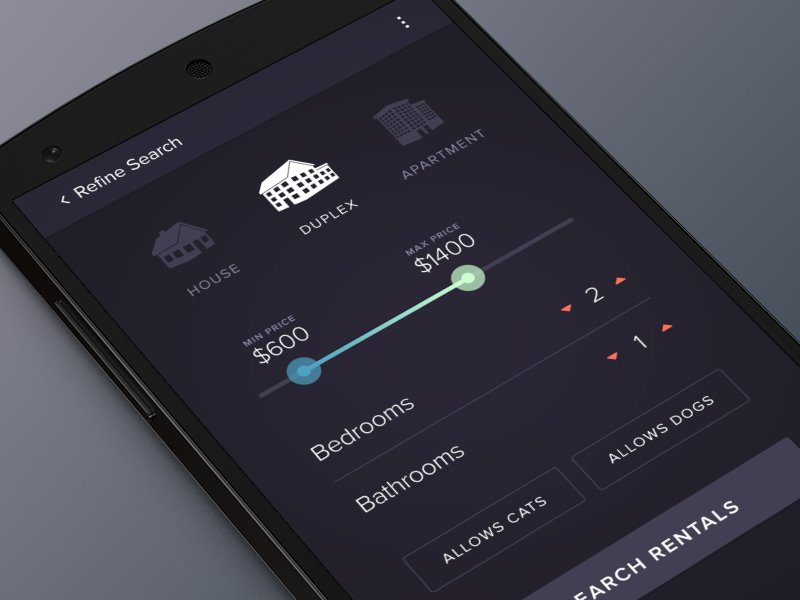 ‹ Refine Search
HOUSE
DUPLEX
APARTMENT
MIN PRICE
$600
MAX PRICE
$1400
Bedrooms
2
Bathrooms
1
ALLOWS CATS
ALLOWS DOGS
EARCH RENTALS